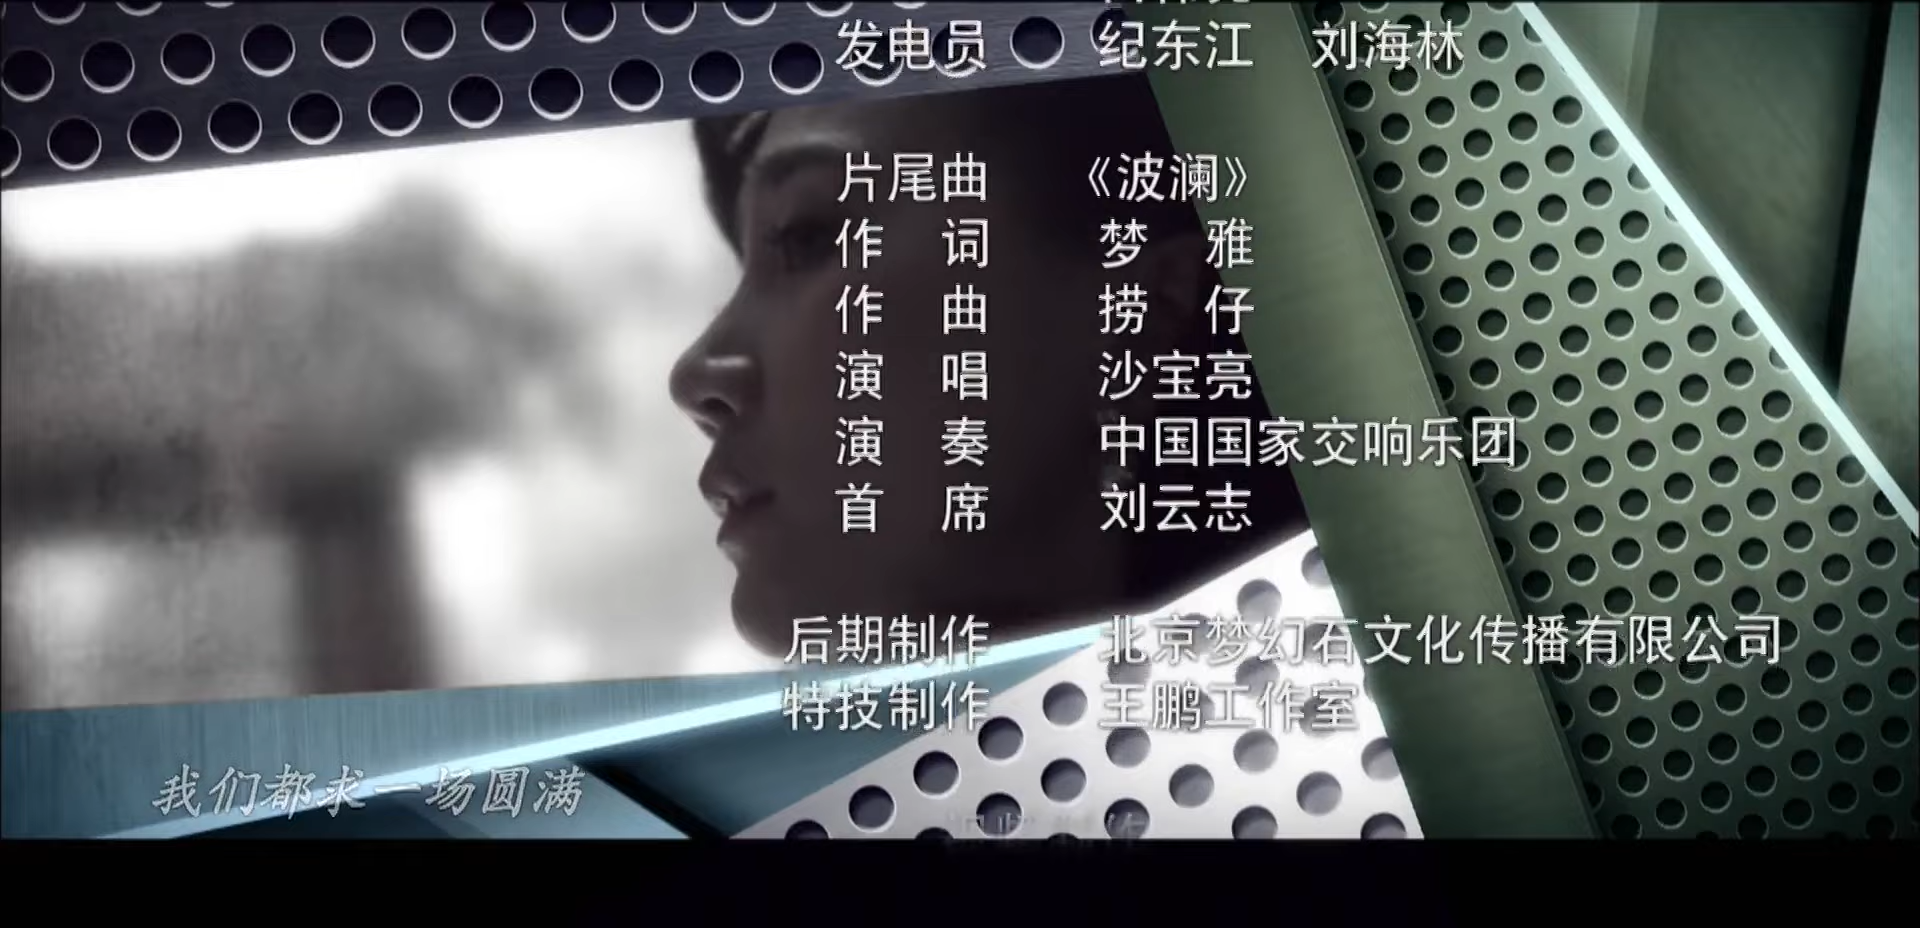 发电员 纪东江 刘海林
片尾曲 《波澜》
作 词 梦 雅
作 曲 捞 仔
演 唱 沙宝亮
演 奏 中国国家交响乐团
首 席 刘云志
后期制作 北京梦幻石文化传播有限公司
特技制作 王鹏工作室
我们都求一场圆满